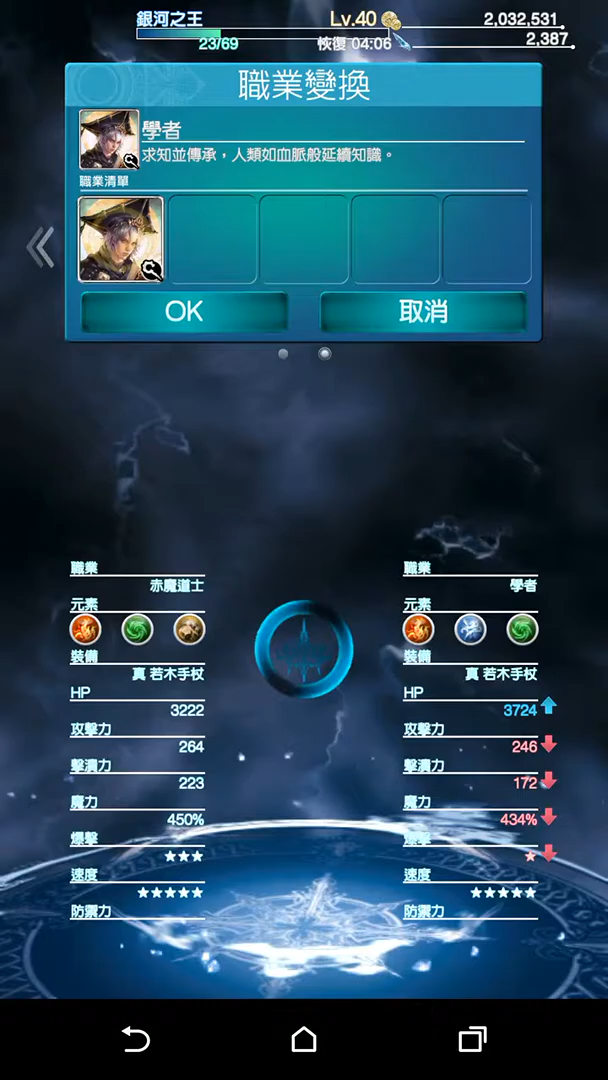 銀河之王 Lv.40 2,032,531
23/69 恢復 04:06 2,387
職業變換
學者
求知並傳承，人類如血脈般延續知識。
職業清單
OK 取消
職業
赤魔道士
元素
裝備
真 若木手杖
HP
3222
攻擊力
264
擊潰力
223
魔力
450%
爆擊
★★★
速度
★★★★★
防禦力
職業
學者
元素
裝備
真 若木手杖
HP
3724
攻擊力
246
擊潰力
172
魔力
434%
爆擊
★
速度
★★★★★
防禦力